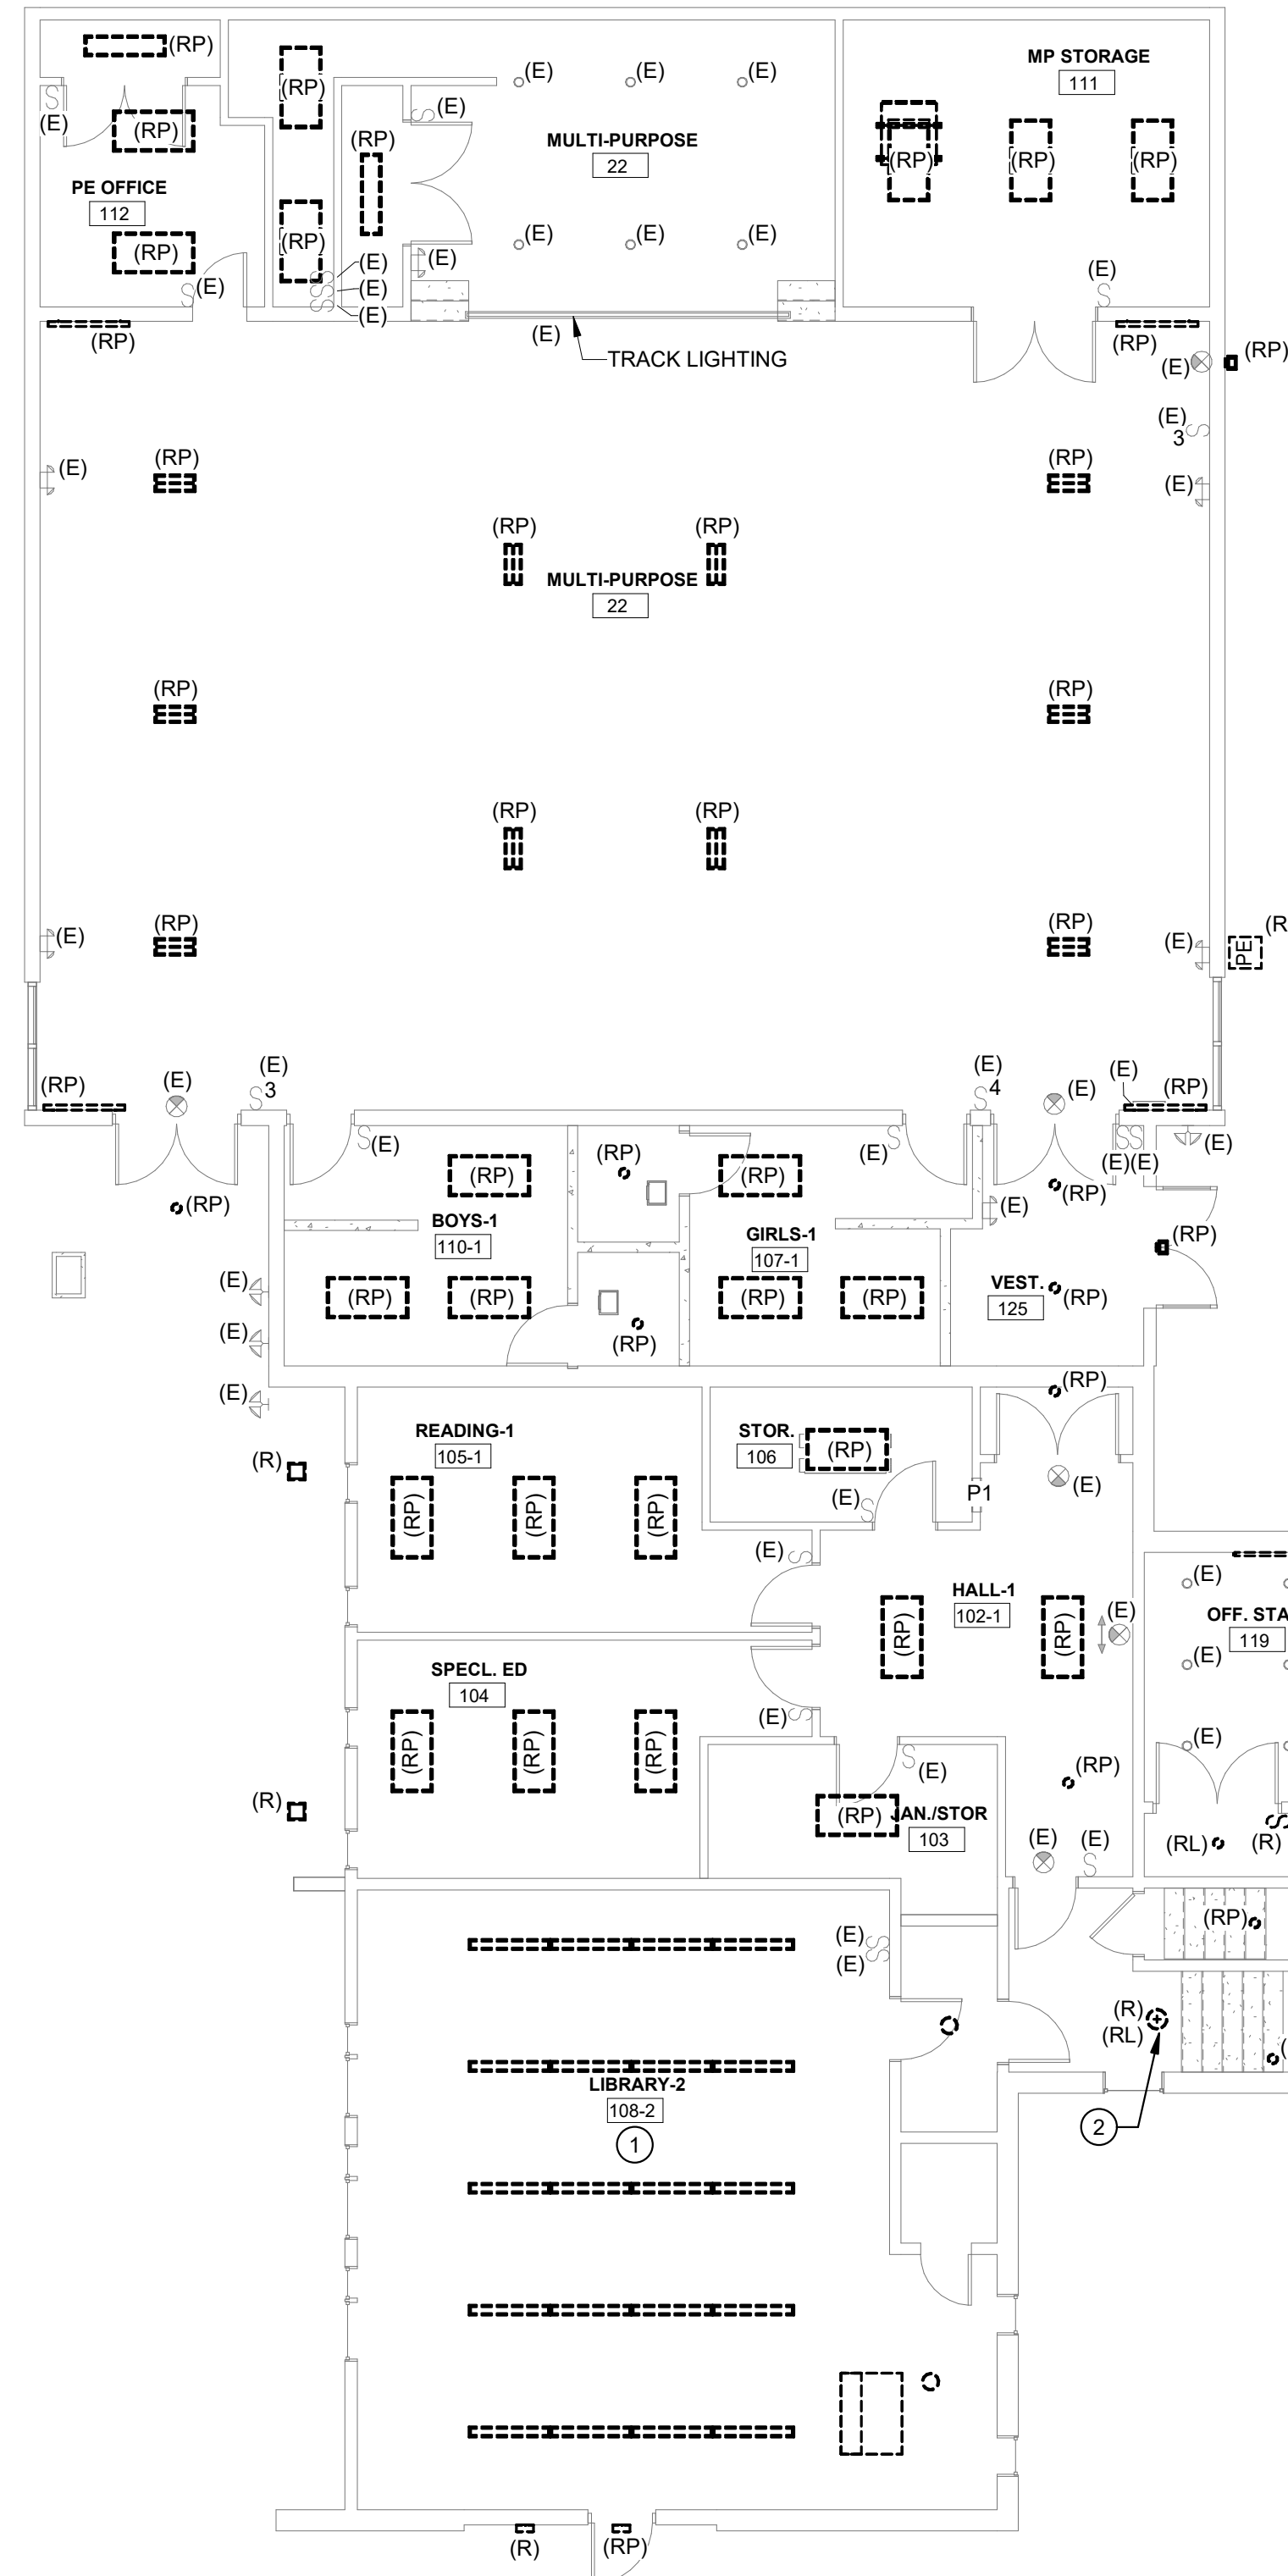 (RP)
(RP)
(E)
(E)
(E)
MP STORAGE
111
(E)
(RP)
(E)
(RP)
(RP)
MULTI-PURPOSE
22
(RP)
(RP)
(RP)
PE OFFICE
112
(RP)
(RP)
(E)
(E)
(E)
(E)
(E)
(E)
(E)
(E)
(E)
(E)
SSS
(RP)
(E)
TRACK LIGHTING
(RP)
(E)
(RP)
(E)
3
(E)
(RP)
(RP)
(E)
(RP)
(RP)
MULTI-PURPOSE
22
(RP)
(RP)
(RP)
(RP)
(E)
(RP)
(RP)
(E)
PE
(RP)
(E)
(E)
3
(E)
4
(E)
(E)
(RP)
(E)
(E)
(E)(E)
(E)
(RP)
(RP)
(RP)
(RP)
(RP)
BOYS-1
110-1
GIRLS-1
107-1
(E)
(RP)
(E)
(RP)
(RP)
(RP)
(RP)
VEST.
125
(RP)
(E)
(RP)
(E)
(RP)
READING-1
105-1
STOR.
106
(RP)
(R)
(E)
P1
(E)
(RP)
(RP)
(RP)
(E)
HALL-1
102-1
(E)
(E)
OFF. STA
119
(RP)
(RP)
(E)
SPECL. ED
104
(E)
(RP)
(RP)
(RP)
(E)
(E)
(RP)
(R)
(RP)
JAN./STOR
103
(E)
(E)
(RL)
(R)
(RP)
(E)
(E)
(R)
(RL)
LIBRARY-2
108-2
1
2
(R)
(RP)